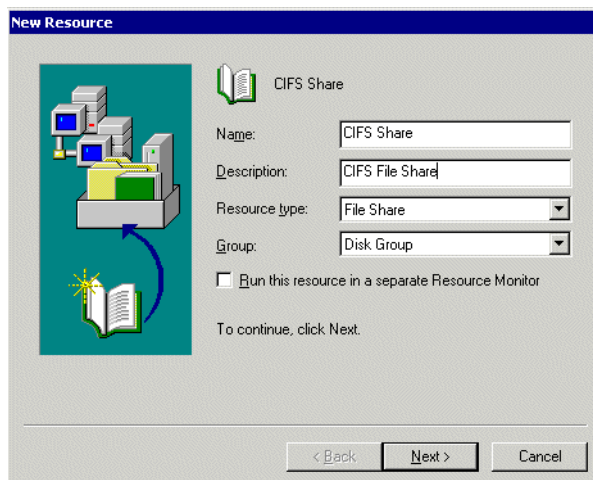 New Resource
CIFS Share
Name: CIFS Share
Description: CIFS File Share
Resource type: File Share
Group: Disk Group
Run this resource in a separate Resource Monitor
To continue, click Next.
< Back Next > Cancel